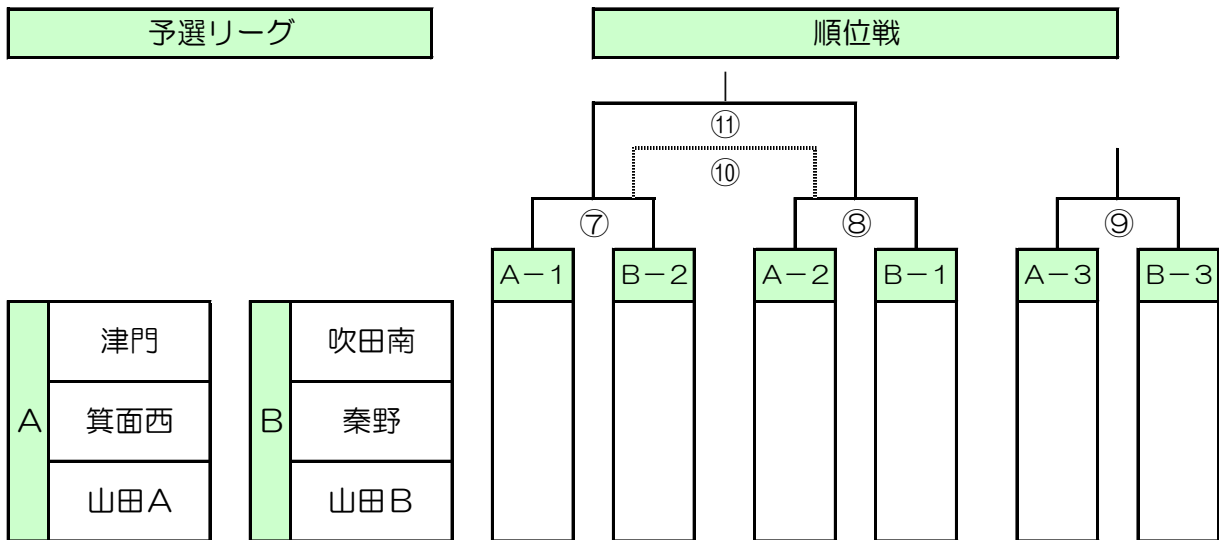 予選リーグ
順位戦
⑪
⑩
⑦
⑧
⑨
A－1
B－2
A－2
B－1
A－3
B－3
A
津門
箕面西
山田A
B
吹田南
秦野
山田B